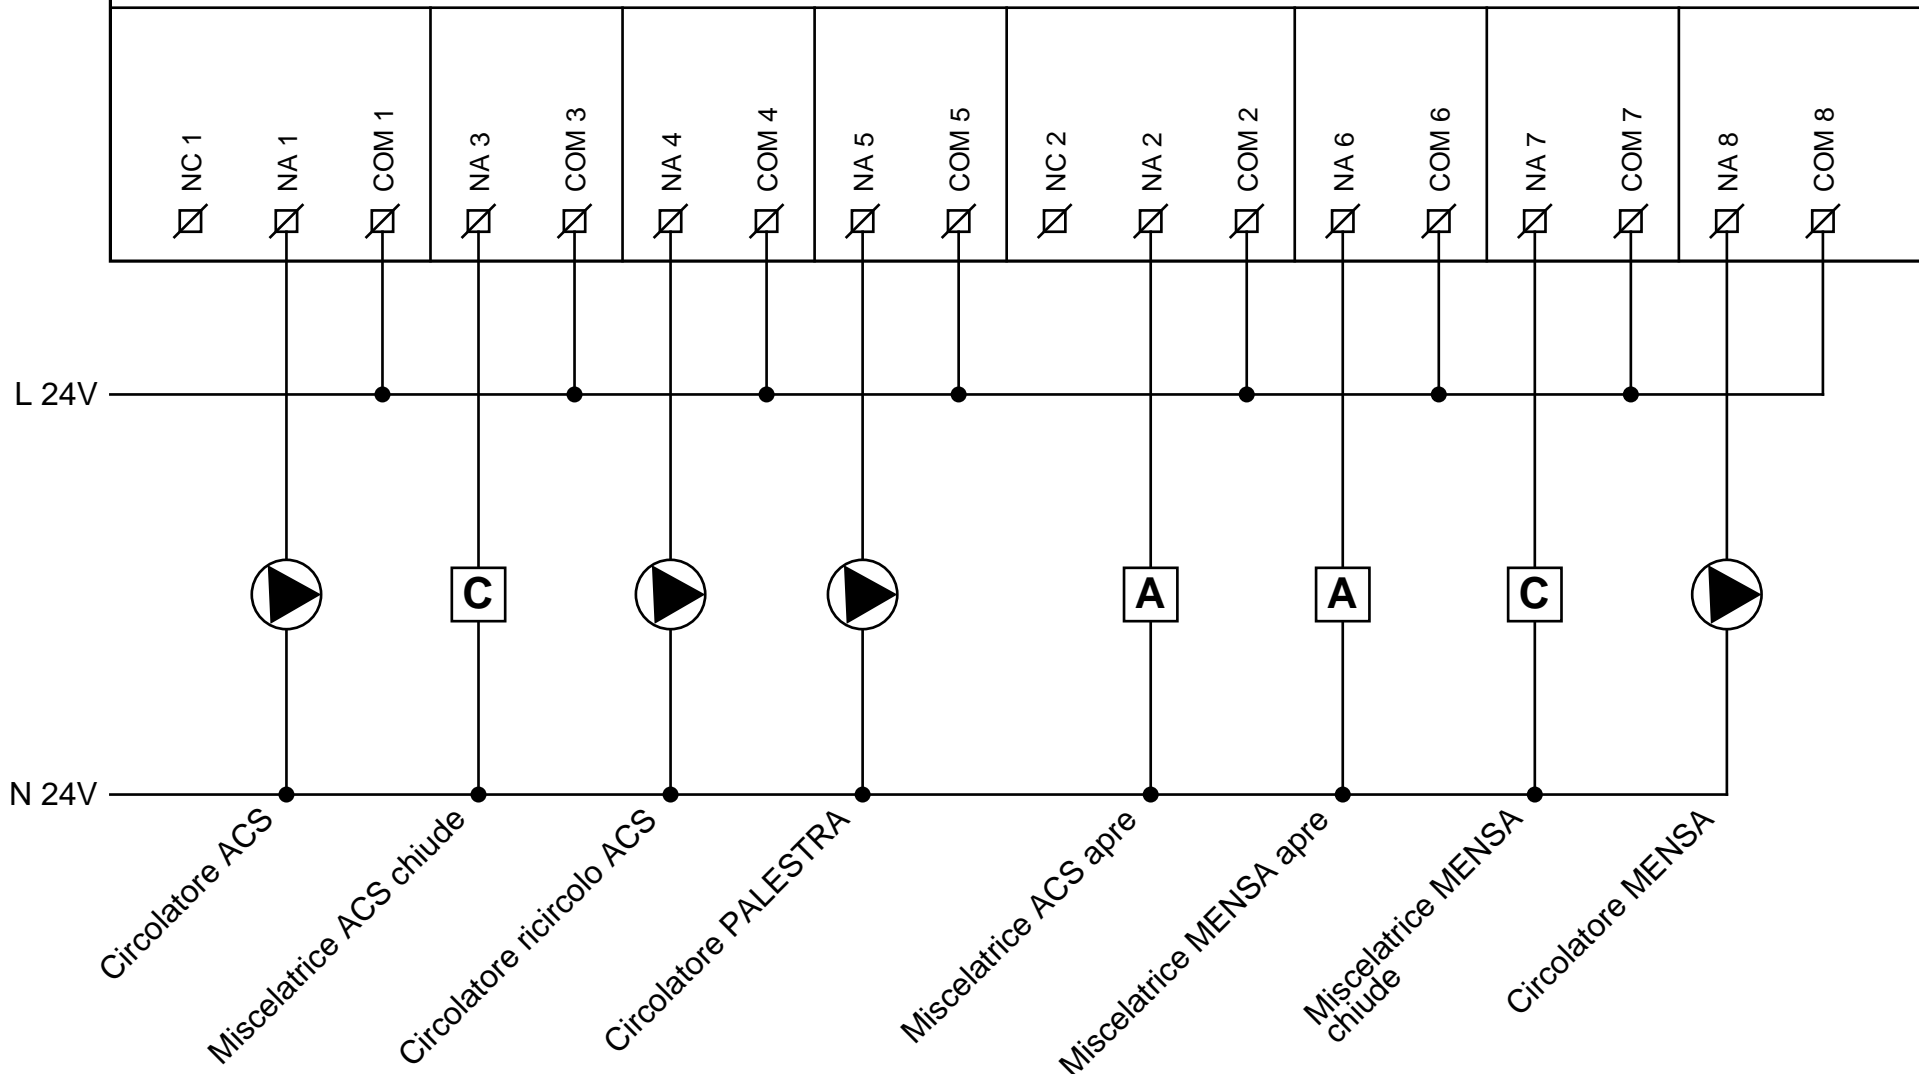 NC 1
NA 1
COM 1
NA 3
COM 3
NA 4
COM 4
NA 5
COM 5
NC 2
NA 2
COM 2
NA 6
COM 6
NA 7
COM 7
NA 8
COM 8
L 24V
C
A
A
C
N 24V
Circolatore ACS
Miscelatrice ACS chiude
Circolatore ricircolo ACS
Circolatore PALESTRA
Miscelatrice ACS apre
Miscelatrice MENSA apre
Miscelatrice MENSA
chiude
Circolatore MENSA